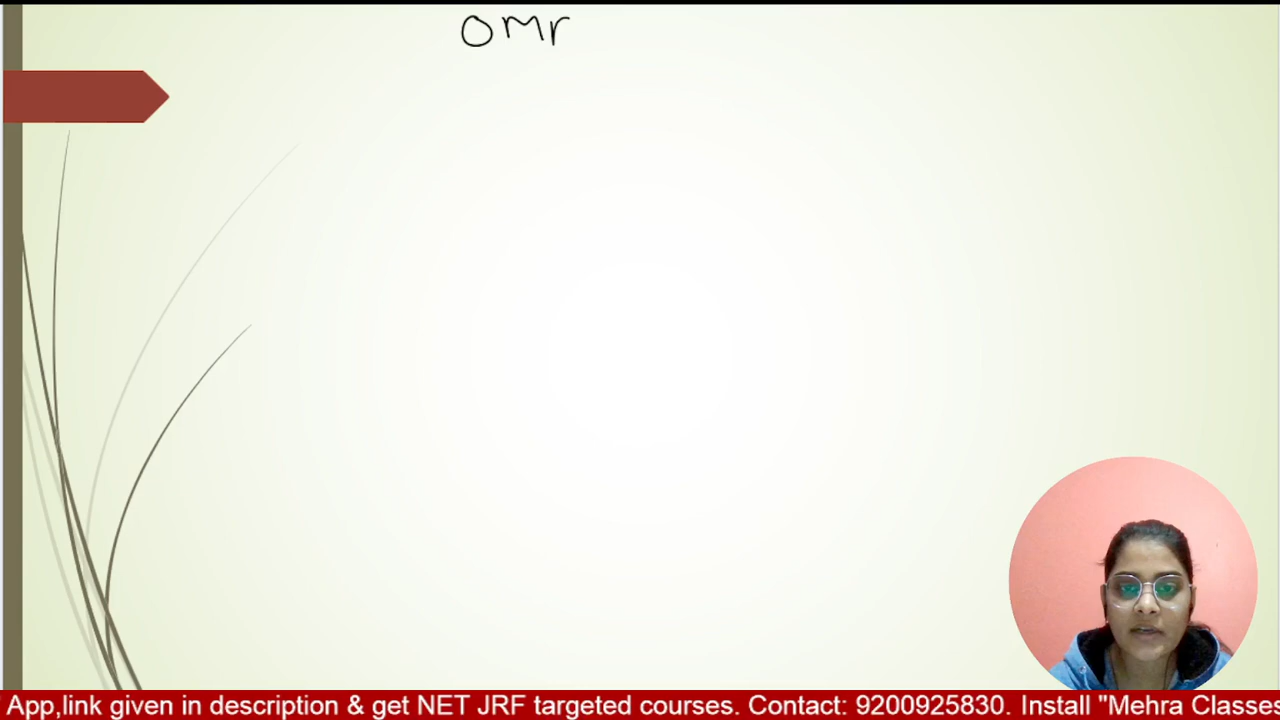 OMr
App,link given in description & get NET JRF targeted courses. Contact: 9200925830. Install "Mehra Classes